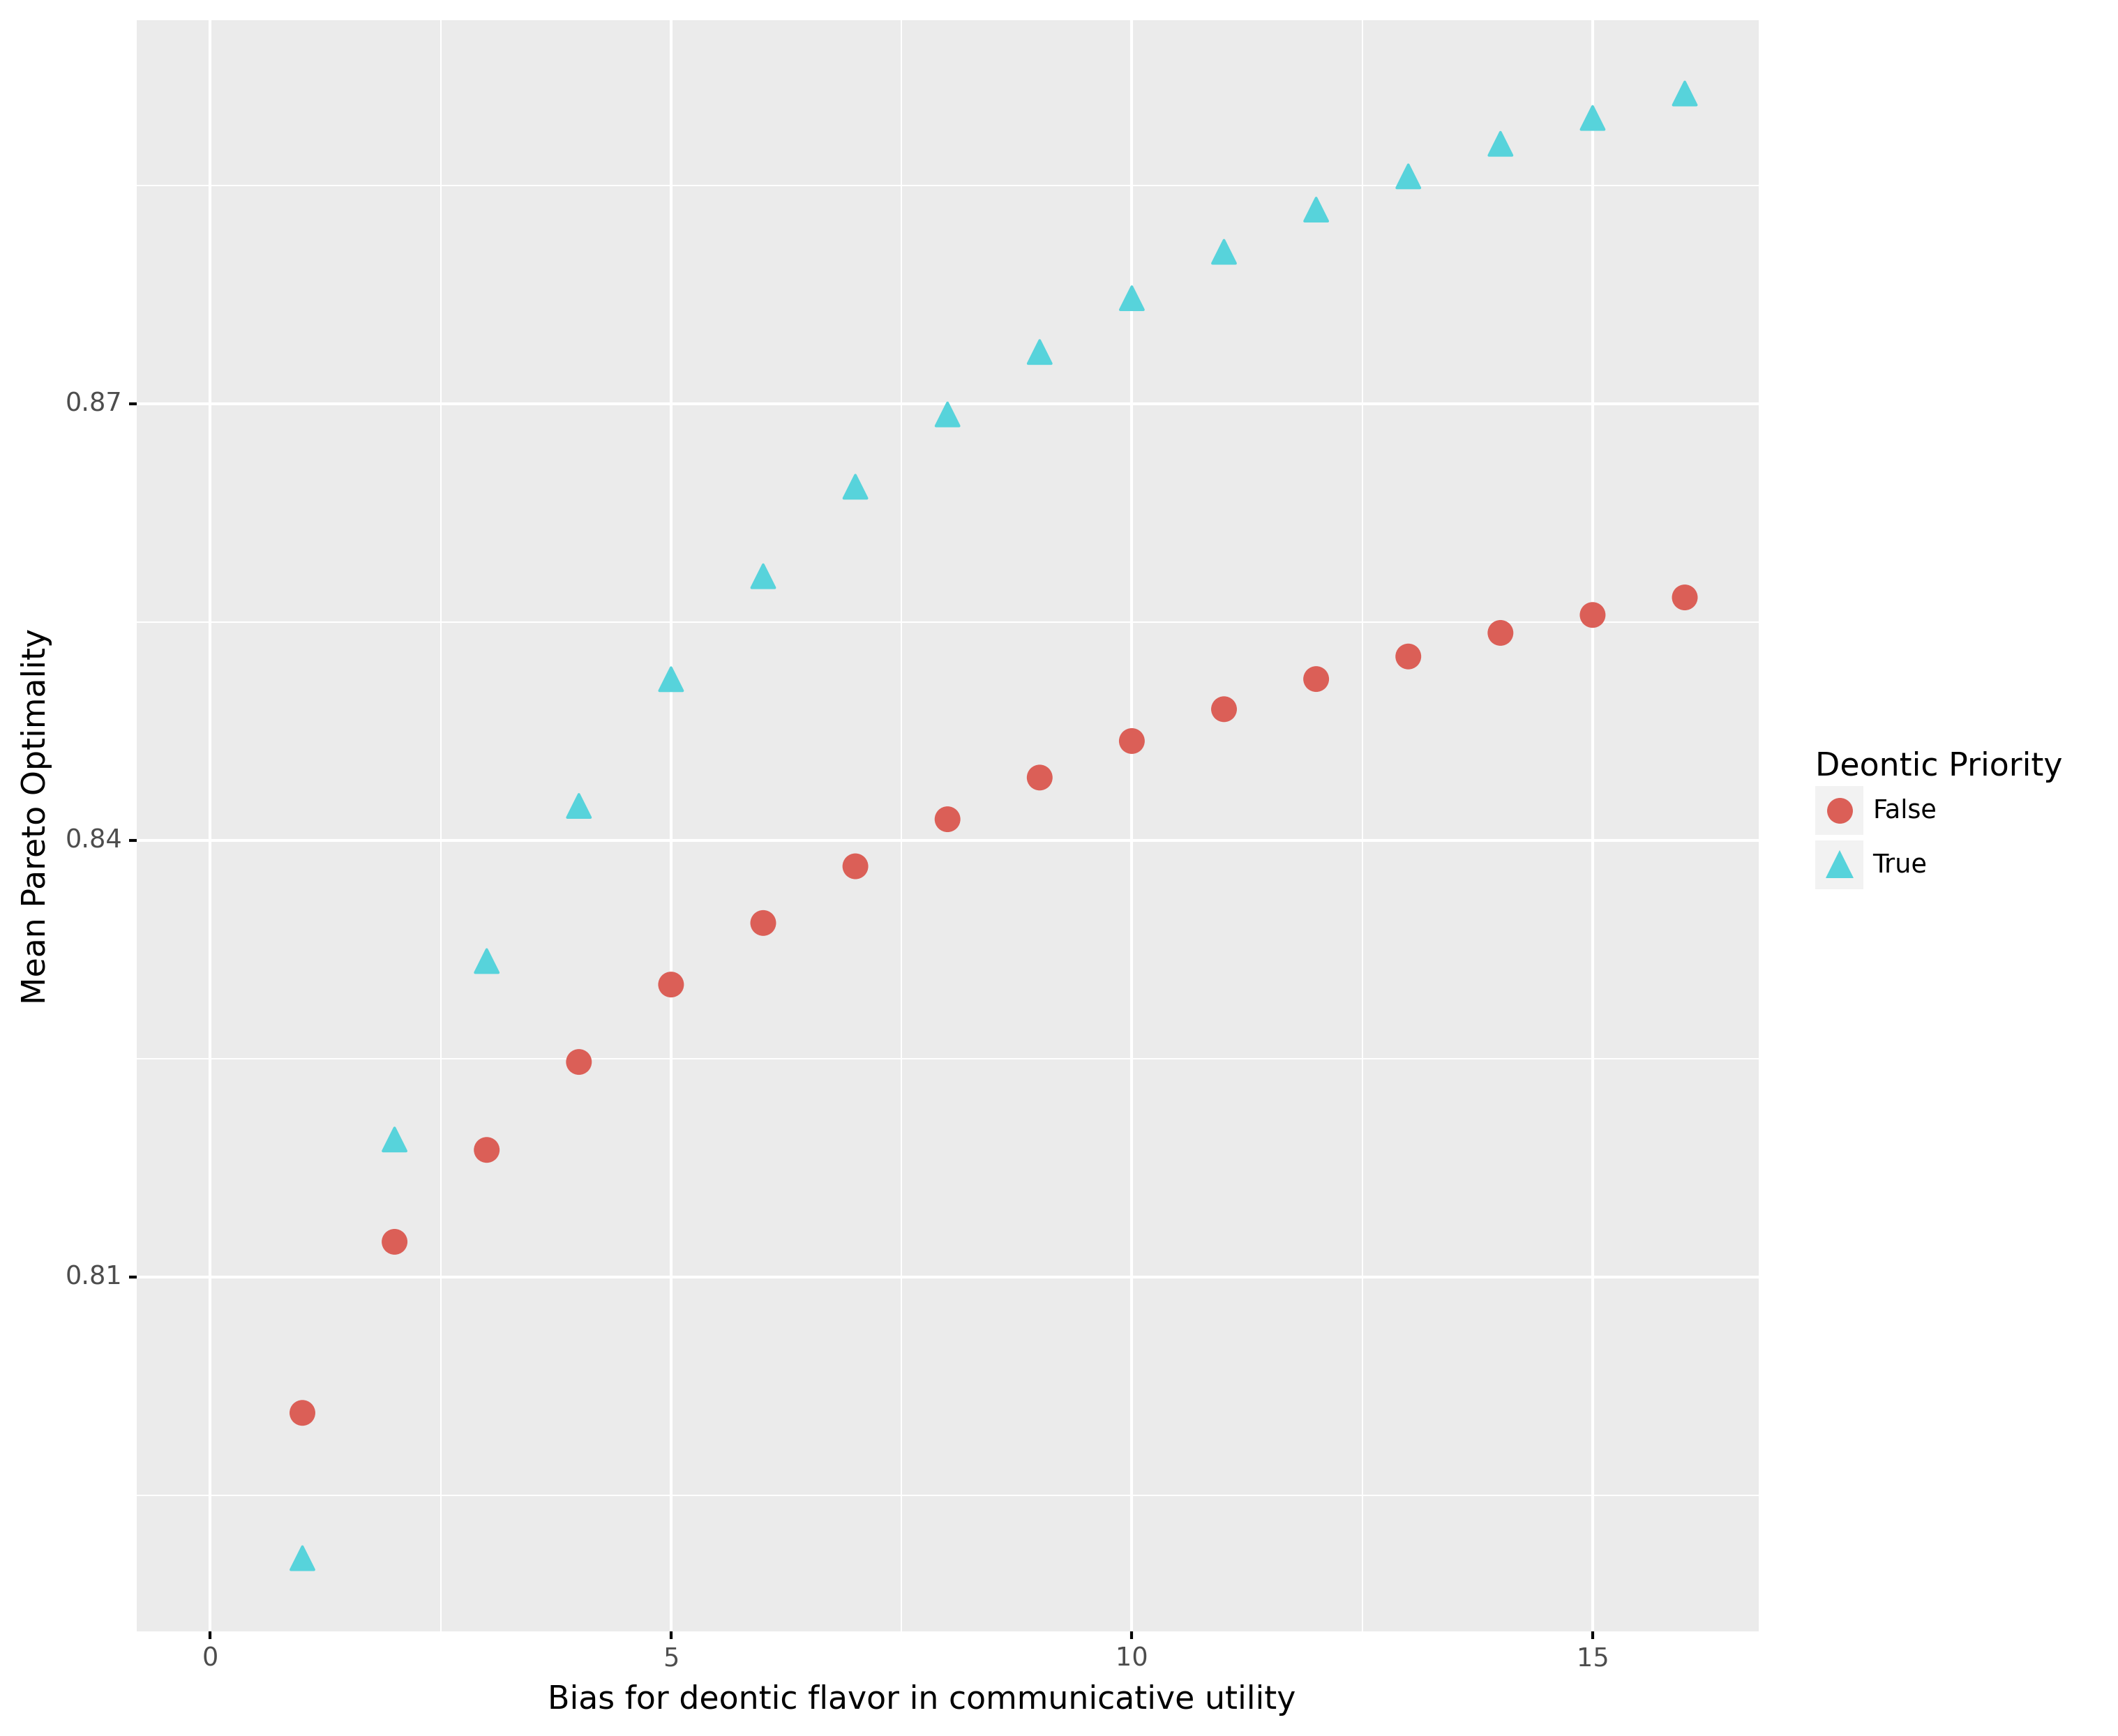 Mean Pareto Optimality
0.87
0.84
0.81
0
5
10
15
Bias for deontic flavor in communicative utility
Deontic Priority
False
True